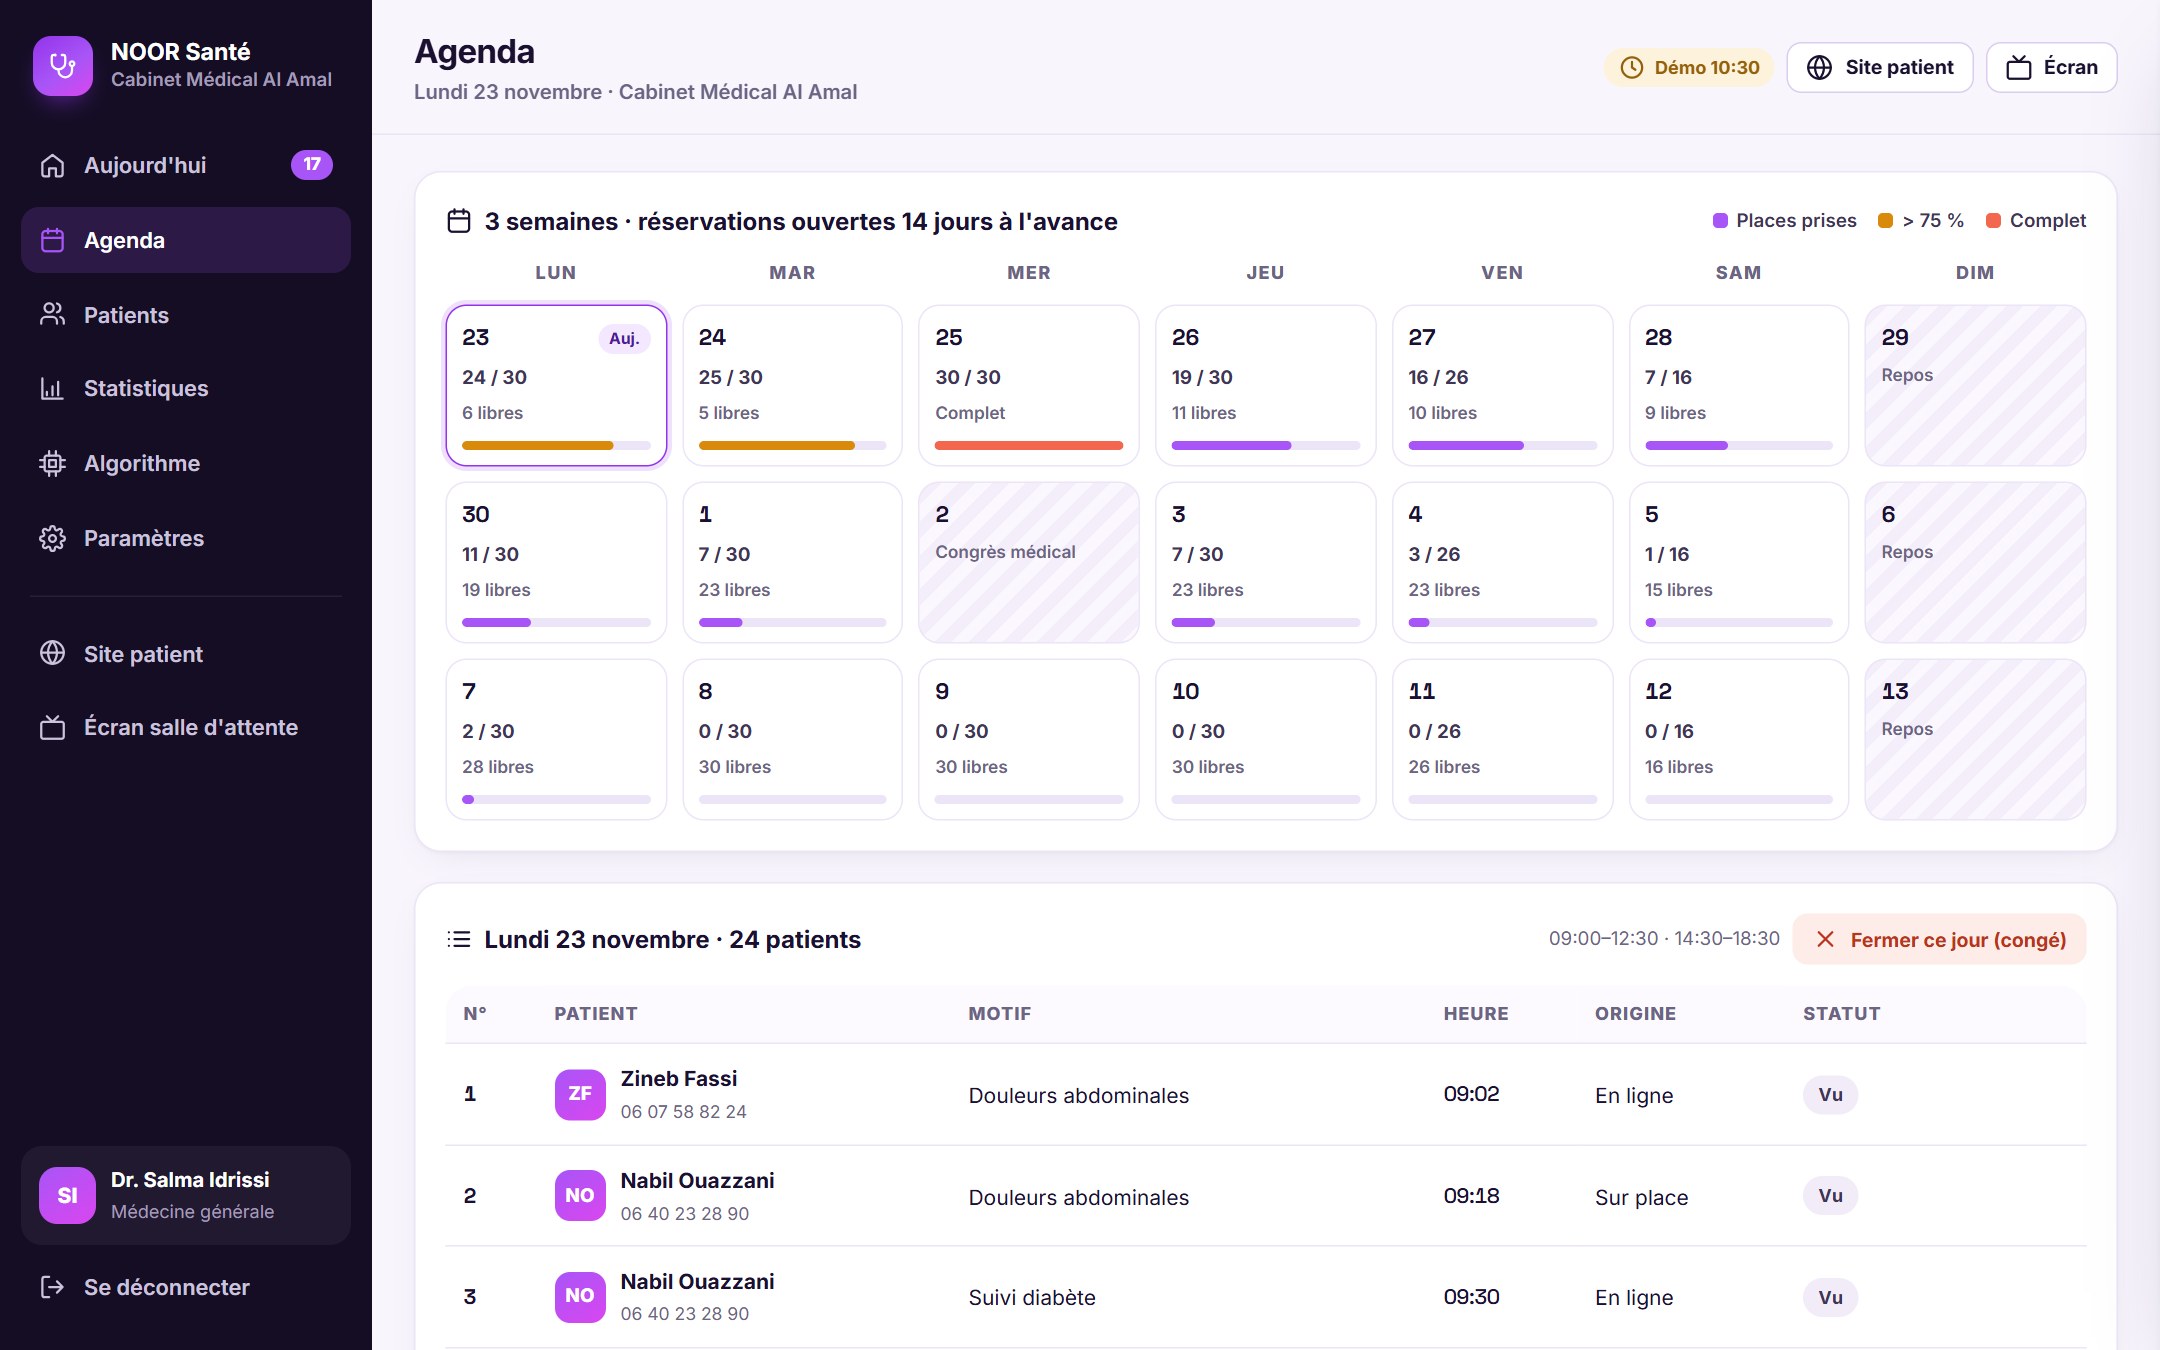 NOOR Santé
Cabinet Médical Al Amal
Aujourd'hui 17
Agenda
Patients
Statistiques
Algorithme
Paramètres
Site patient
Écran salle d'attente
SI Dr. Salma Idrissi
Médecine générale
Se déconnecter
Agenda
Lundi 23 novembre · Cabinet Médical Al Amal
Démo 10:30 Site patient Écran
3 semaines · réservations ouvertes 14 jours à l'avance
Places prises > 75 % Complet
LUN MAR MER JEU VEN SAM DIM
23 Auj. 24 25 26 27 28 29
24 / 30 25 / 30 30 / 30 19 / 30 16 / 26 7 / 16 Repos
6 libres 5 libres Complet 11 libres 10 libres 9 libres
30 1 2 3 4 5 6
11 / 30 7 / 30 Congrès médical 7 / 30 3 / 26 1 / 16 Repos
19 libres 23 libres 23 libres 23 libres 15 libres
7 8 9 10 11 12 13
2 / 30 0 / 30 0 / 30 0 / 30 0 / 26 0 / 16 Repos
28 libres 30 libres 30 libres 30 libres 26 libres 16 libres
Lundi 23 novembre · 24 patients
09:00–12:30 · 14:30–18:30 Fermer ce jour (congé)
N° PATIENT MOTIF HEURE ORIGINE STATUT
1 ZF Zineb Fassi Douleurs abdominales 09:02 En ligne Vu
06 07 58 82 24
2 NO Nabil Ouazzani Douleurs abdominales 09:18 Sur place Vu
06 40 23 28 90
3 NO Nabil Ouazzani Suivi diabète 09:30 En ligne Vu
06 40 23 28 90